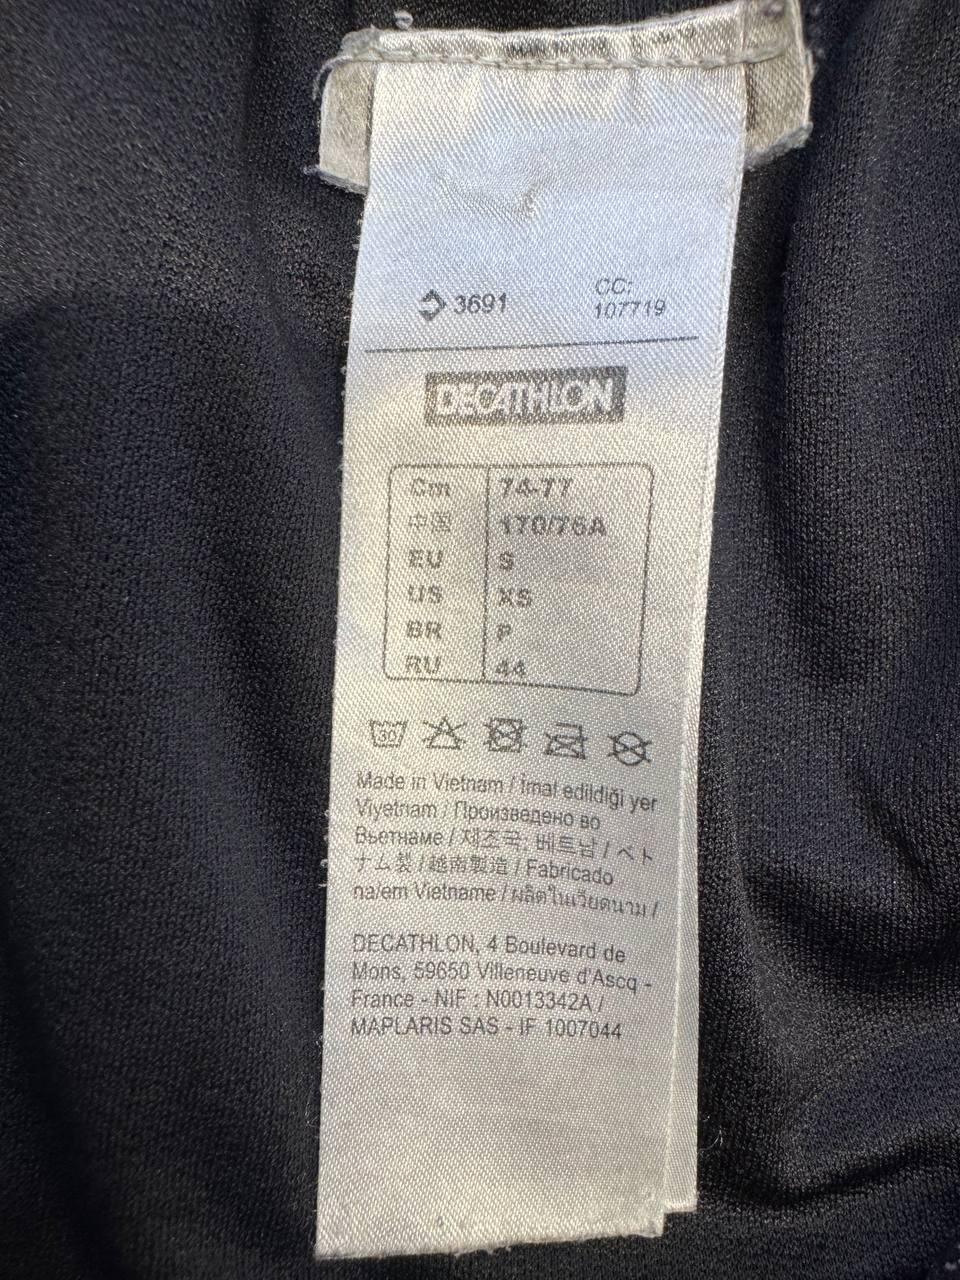 3691
CC:
107719
DECATHLON
Cm 74-77
中国 170/76A
EU S
US XS
BR P
RU 44
30
Made in Vietnam / İmal edildiği yer
Viyetnam / Произведено во
Вьетнаме / 제조국: 베트남 / ベト
ナム製 / 越南製造 / Fabricado
na/em Vietname / ผลิตในเวียดนาม /
DECATHLON, 4 Boulevard de
Mons, 59650 Villeneuve d'Ascq -
France - NIF : N0013342A /
MAPLARIS SAS - IF 1007044